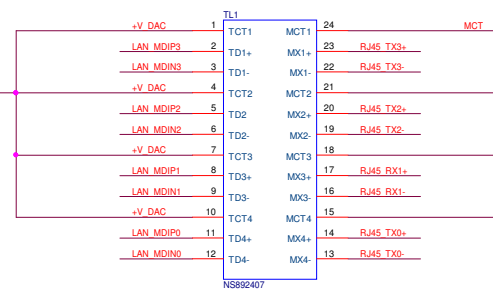 TL1
+V_DAC 1 TCT1 MCT1 24 MCT
LAN_MDIP3 2 TD1+ MX1+ 23 RJ45_TX3+
LAN_MDIN3 3 TD1- MX1- 22 RJ45_TX3-
+V_DAC 4 TCT2 MCT2 21
LAN_MDIP2 5 TD2 MX2+ 20 RJ45_TX2+
LAN_MDIN2 6 TD2- MX2- 19 RJ45_TX2-
+V_DAC 7 TCT3 MCT3 18
LAN_MDIP1 8 TD3+ MX3+ 17 RJ45_RX1+
LAN_MDIN1 9 TD3- MX3- 16 RJ45_RX1-
+V_DAC 10 TCT4 MCT4 15
LAN_MDIP0 11 TD4+ MX4+ 14 RJ45_TX0+
LAN_MDIN0 12 TD4- MX4- 13 RJ45_TX0-
NS892407